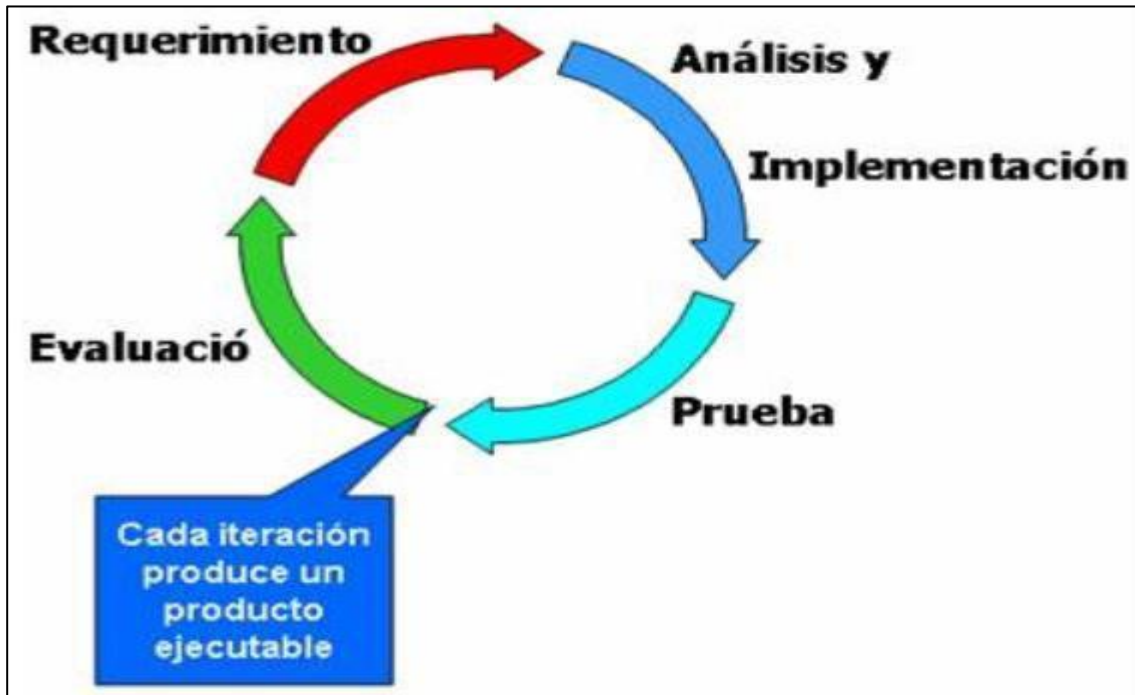 Requerimiento
Análisis y
Implementación
Evaluació
Prueba
Cada iteración
produce un
producto
ejecutable